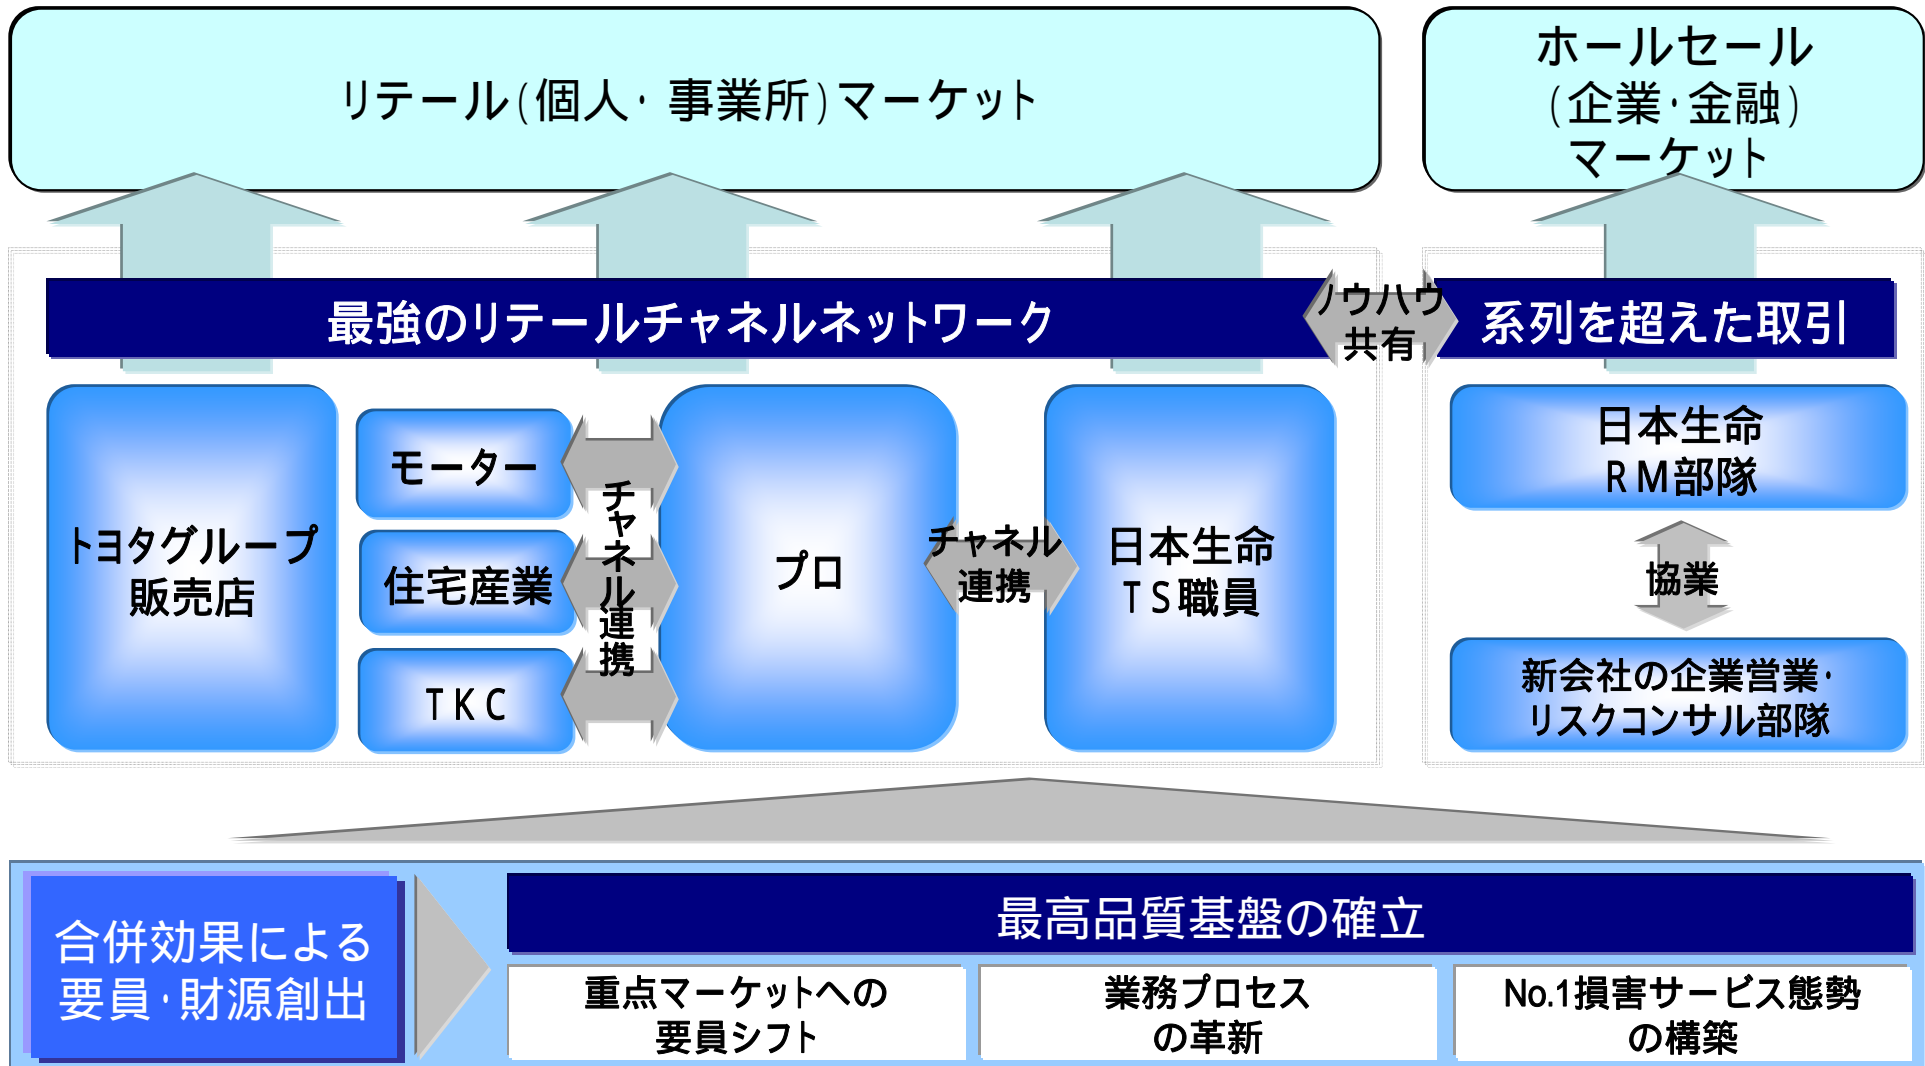 リテール(個人・事業所)マーケット
ホールセール
(企業・金融)
マーケット
最強のリテールチャネルネットワーク
ノウハウ
共有
系列を超えた取引
トヨタグループ
販売店
モーター
住宅産業
TKC
チャネル連携
プロ
チャネル
連携
日本生命
TS職員
日本生命
RM部隊
協業
新会社の企業営業・
リスクコンサル部隊
合併効果による
要員・財源創出
最高品質基盤の確立
重点マーケットへの
要員シフト
業務プロセス
の革新
No.1損害サービス態勢
の構築